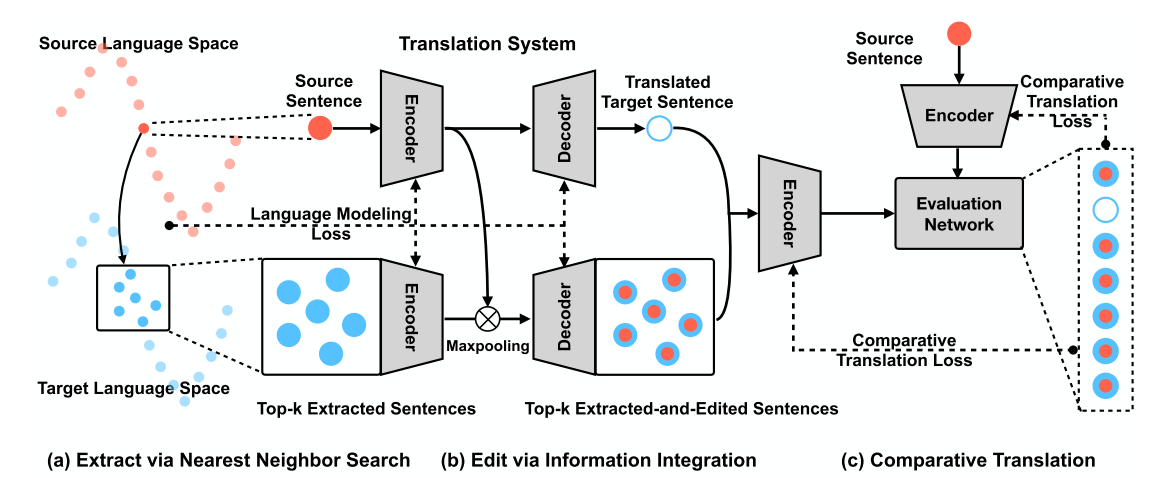 Source Language Space
Translation System
Source
Sentence
Encoder
Decoder
Translated
Target Sentence
Language Modeling
Loss
Encoder
Maxpooling
Decoder
Target Language Space
Top-k Extracted Sentences
Top-k Extracted-and-Edited Sentences
Encoder
Source
Sentence
Encoder
Comparative
Translation
Loss
Evaluation
Network
Comparative
Translation Loss
(a) Extract via Nearest Neighbor Search
(b) Edit via Information Integration
(c) Comparative Translation